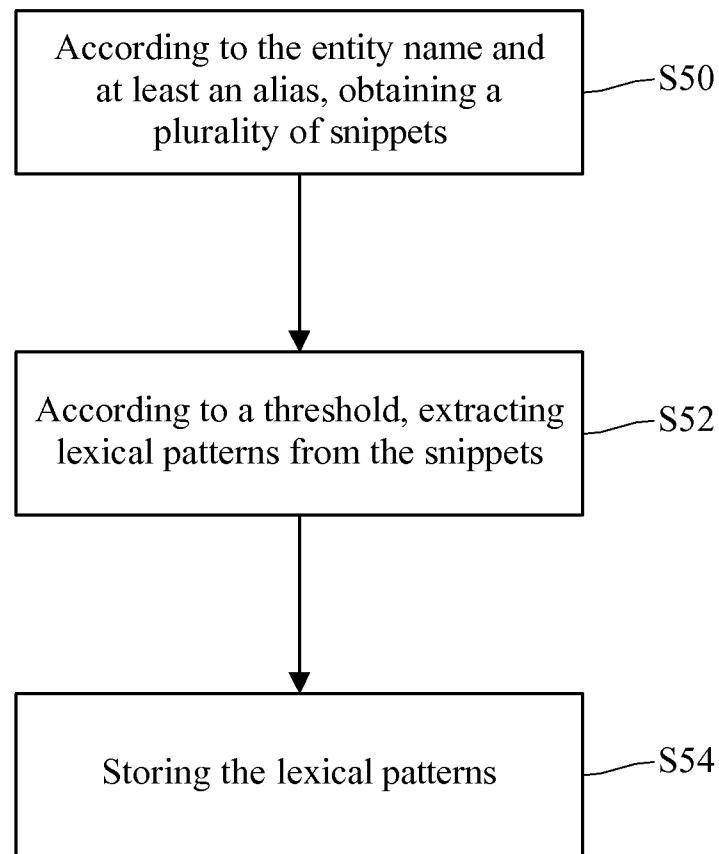 According to the entity name and
at least an alias, obtaining a
plurality of snippets
S50
According to a threshold, extracting
lexical patterns from the snippets
S52
Storing the lexical patterns
S54